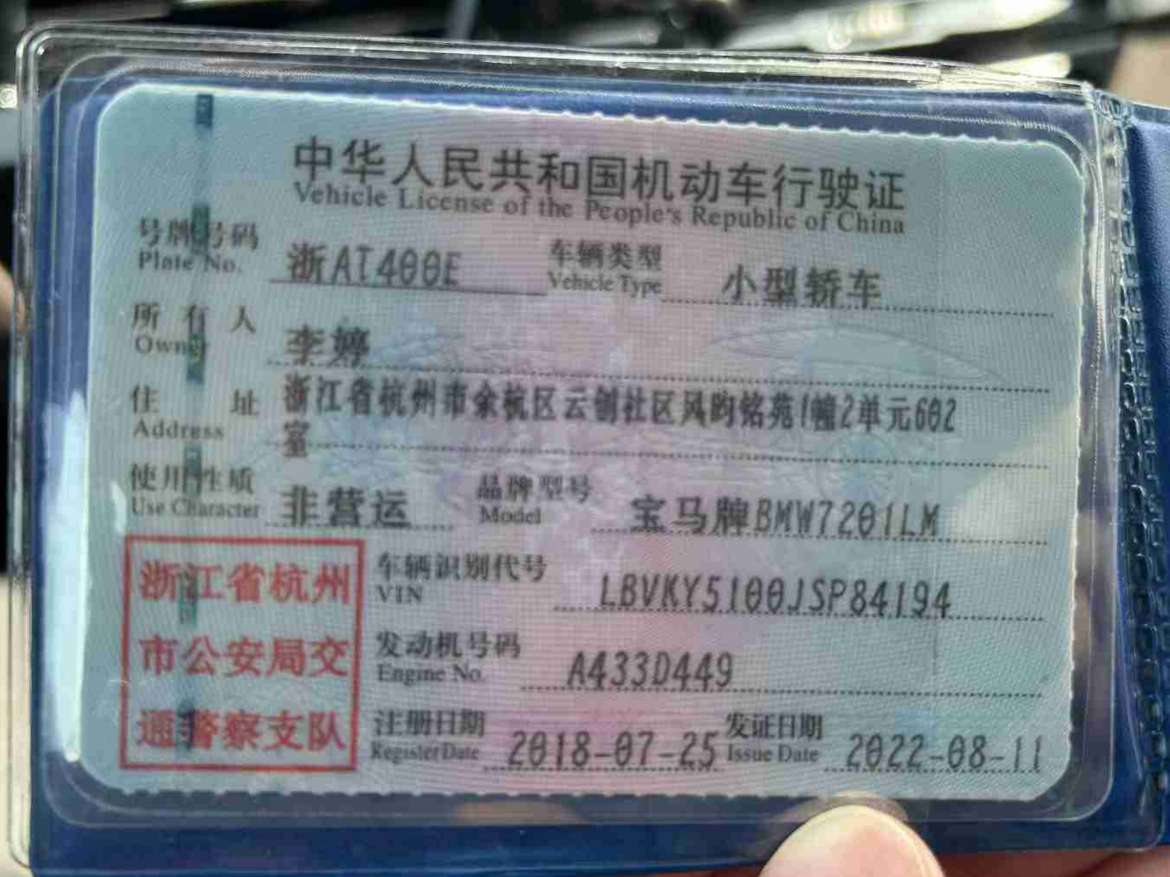 中华人民共和国机动车行驶证
Vehicle License of the People's Republic of China
号牌号码 浙AT400E 车辆类型 小型轿车
Plate No. Vehicle Type
所有人 李婷
Owner
住址 浙江省杭州市余杭区云创社区风昀铭苑1幢2单元602
Address 室
使用性质 非营运 品牌型号 宝马牌BMW7201LM
Use Character Model
浙江省杭州
市公安局交
通警察支队
车辆识别代号 LBVKY5100JSP84194
VIN
发动机号码 A433D449
Engine No.
注册日期 2018-07-25 发证日期 2022-08-11
Register Date Issue Date